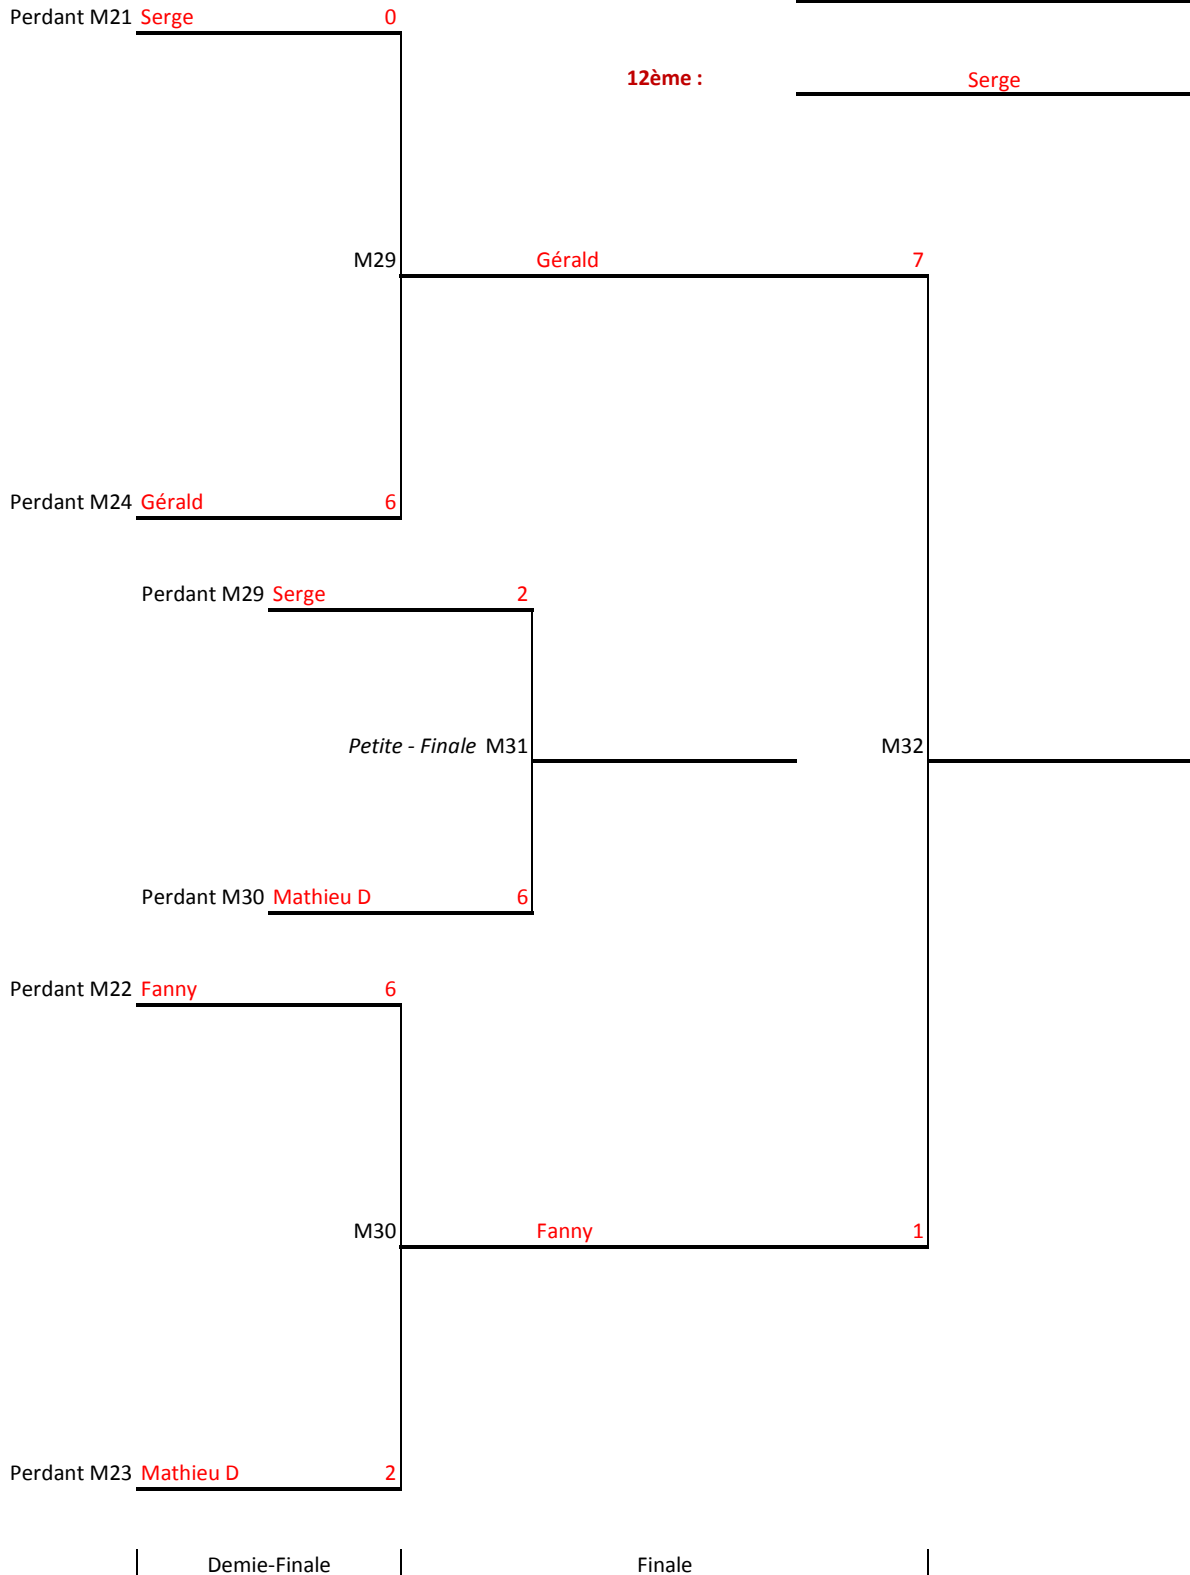 Perdant M21 Serge 0
12ème : Serge
M29 Gérald 7
Perdant M24 Gérald 6
Perdant M29 Serge 2
Petite - Finale M31 M32
Perdant M30 Mathieu D 6
Perdant M22 Fanny 6
M30 Fanny 1
Perdant M23 Mathieu D 2
Demie-Finale Finale